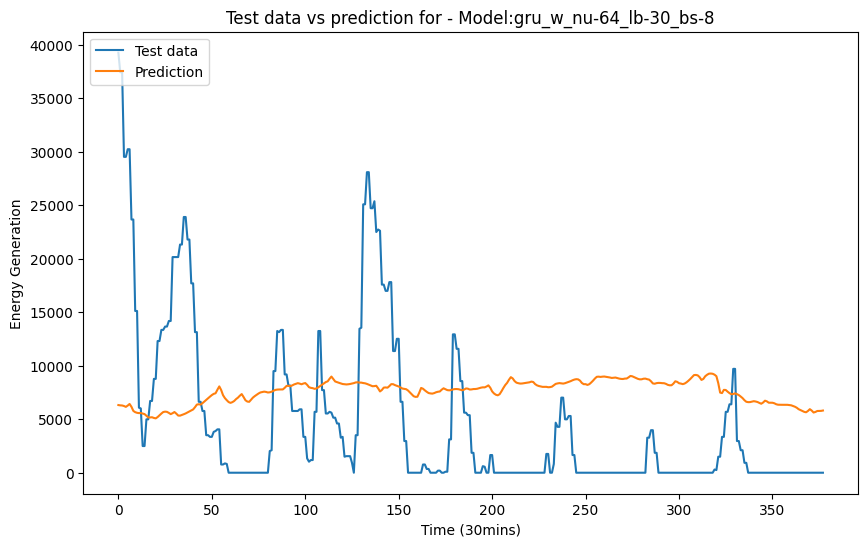 Test data vs prediction for - Model:gru_w_nu-64_lb-30_bs-8
Test data
Prediction
Energy Generation
40000
35000
30000
25000
20000
15000
10000
5000
0
0 50 100 150 200 250 300 350
Time (30mins)